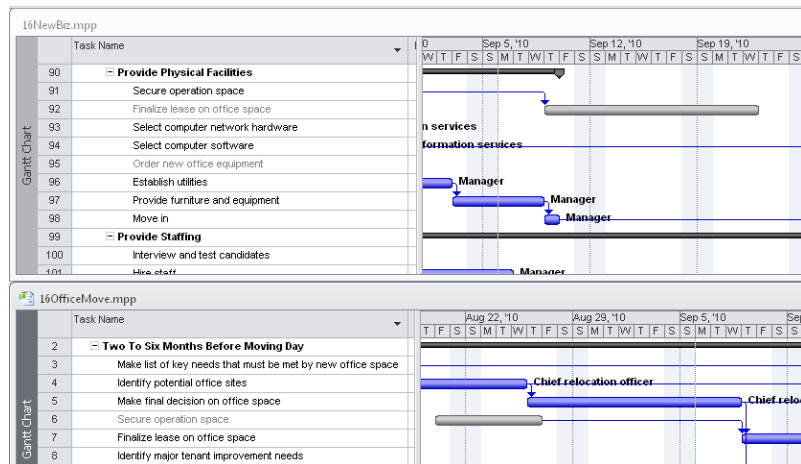 16NewBiz.mpp
Task Name
0 Sep 5, '10 Sep 12, '10 Sep 19, '10
W T F S S M T W T F S S M T W T F S S M T W T F S
90 Provide Physical Facilities
91 Secure operation space
92 Finalize lease on office space
93 Select computer network hardware n services
94 Select computer software formation services
95 Order new office equipment
96 Establish utilities Manager
97 Provide furniture and equipment Manager
98 Move in Manager
99 Provide Staffing
100 Interview and test candidates
101 Hire staff Manager
Gantt Chart
16OfficeMove.mpp
Task Name
Aug 22, '10 Aug 29, '10 Sep 5, '10 Sep
T F S S M T W T F S S M T W T F S S M T W T F S S
2 Two To Six Months Before Moving Day
3 Make list of key needs that must be met by new office space
4 Identify potential office sites Chief relocation officer
5 Make final decision on office space Chief reloc
6 Secure operation space
7 Finalize lease on office space
8 Identify major tenant improvement needs
Gantt Chart